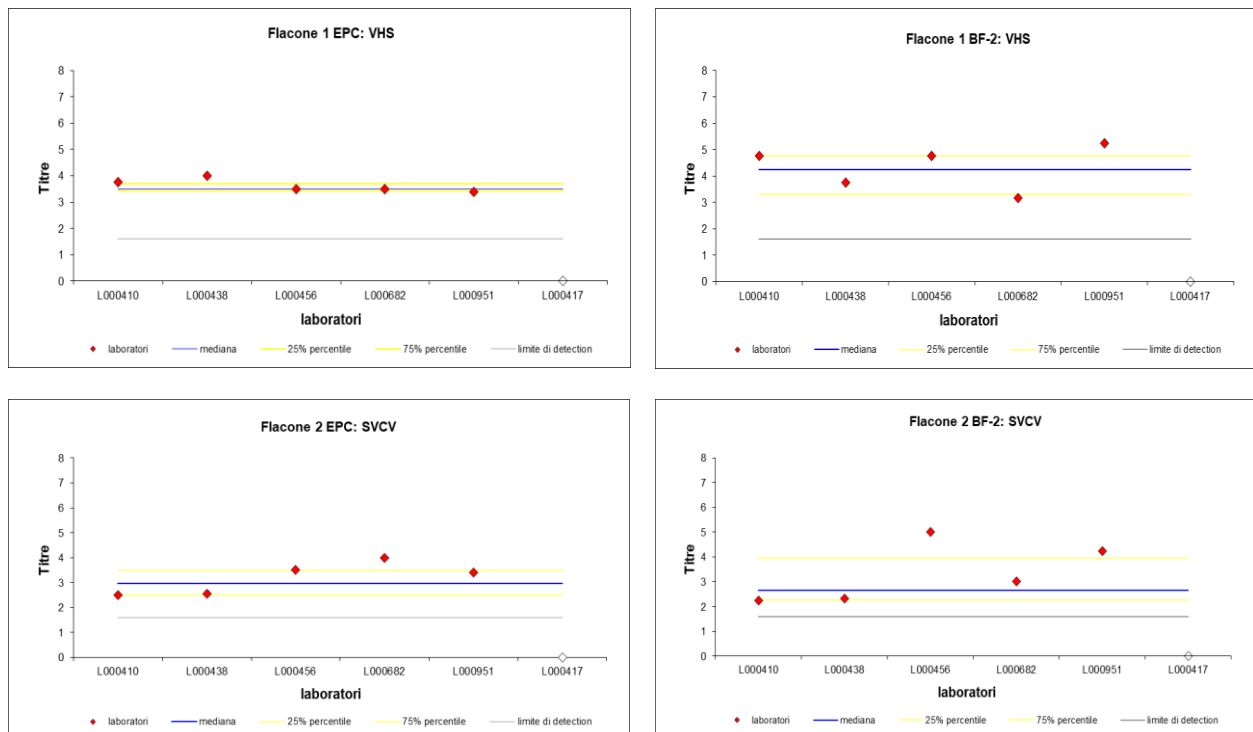 Flacone 1 EPC: VHS
8
7
6
5
4
3
2
1
0
Titre
L000410 L000438 L000456 L000682 L000951 L000417
laboratori
laboratori mediana 25% percentile 75% percentile limite di detection
Flacone 1 BF-2: VHS
8
7
6
5
4
3
2
1
0
Titre
L000410 L000438 L000456 L000682 L000951 L000417
laboratori
laboratori mediana 25% percentile 75% percentile limite di detection
Flacone 2 EPC: SVCV
8
7
6
5
4
3
2
1
0
Titre
L000410 L000438 L000456 L000682 L000951 L000417
laboratori
laboratori mediana 25% percentile 75% percentile limite di detection
Flacone 2 BF-2: SVCV
8
7
6
5
4
3
2
1
0
Titre
L000410 L000438 L000456 L000682 L000951 L000417
laboratori
laboratori mediana 25% percentile 75% percentile limite di detection